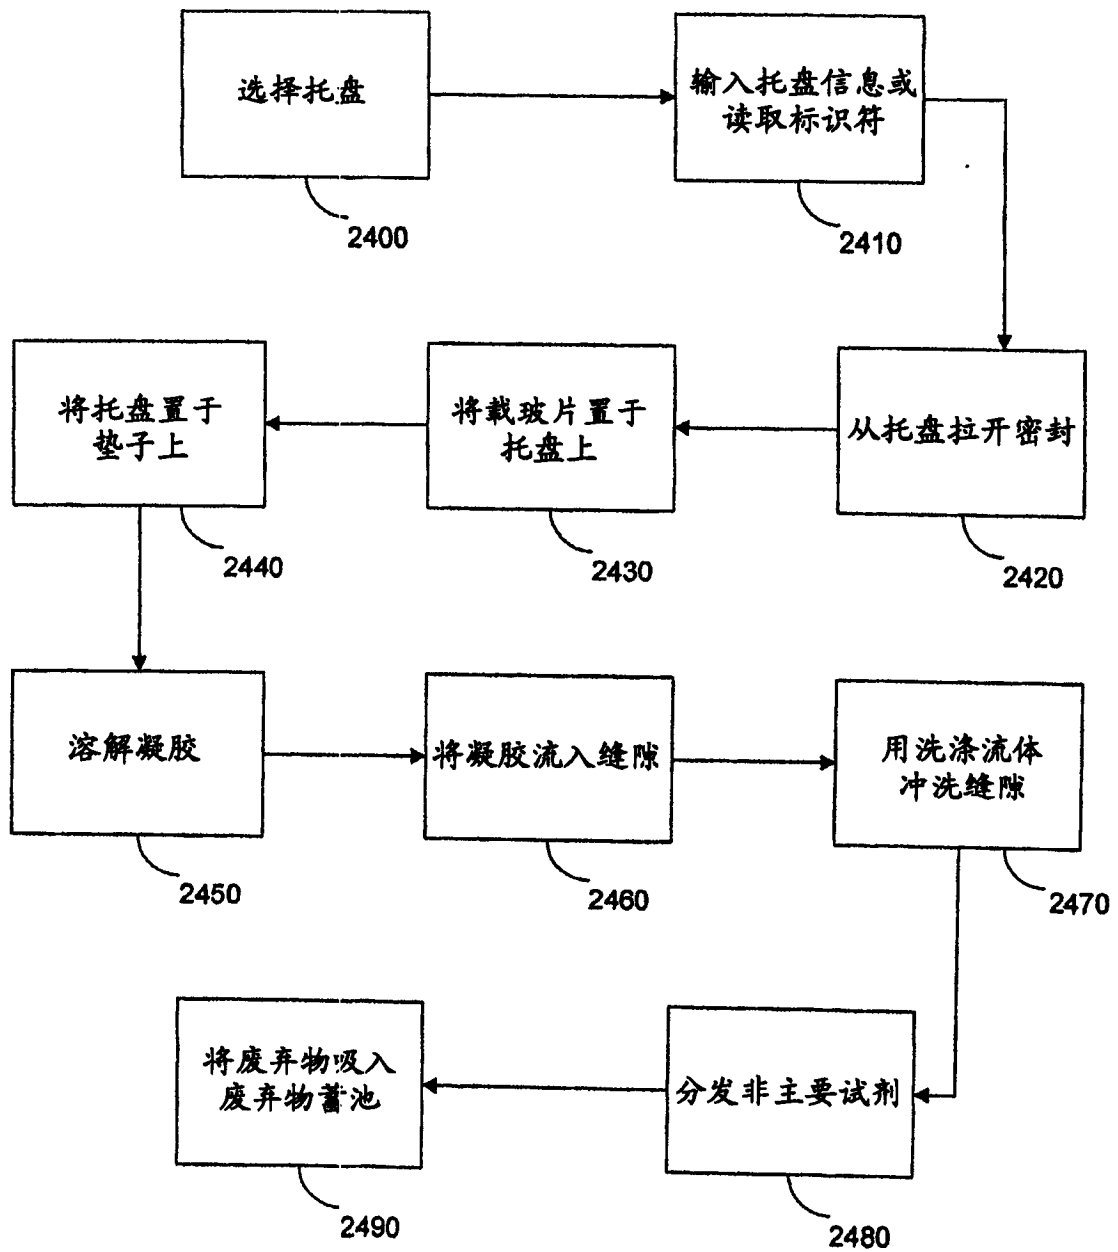 选择托盘
2400
输入托盘信息或
读取标识符
2410
从托盘拉开密封
2420
将载玻片置于
托盘上
2430
将托盘置于
垫子上
2440
溶解凝胶
2450
将凝胶流入缝隙
2460
用洗涤流体
冲洗缝隙
2470
分发非主要试剂
2480
将废弃物吸入
废弃物蓄池
2490